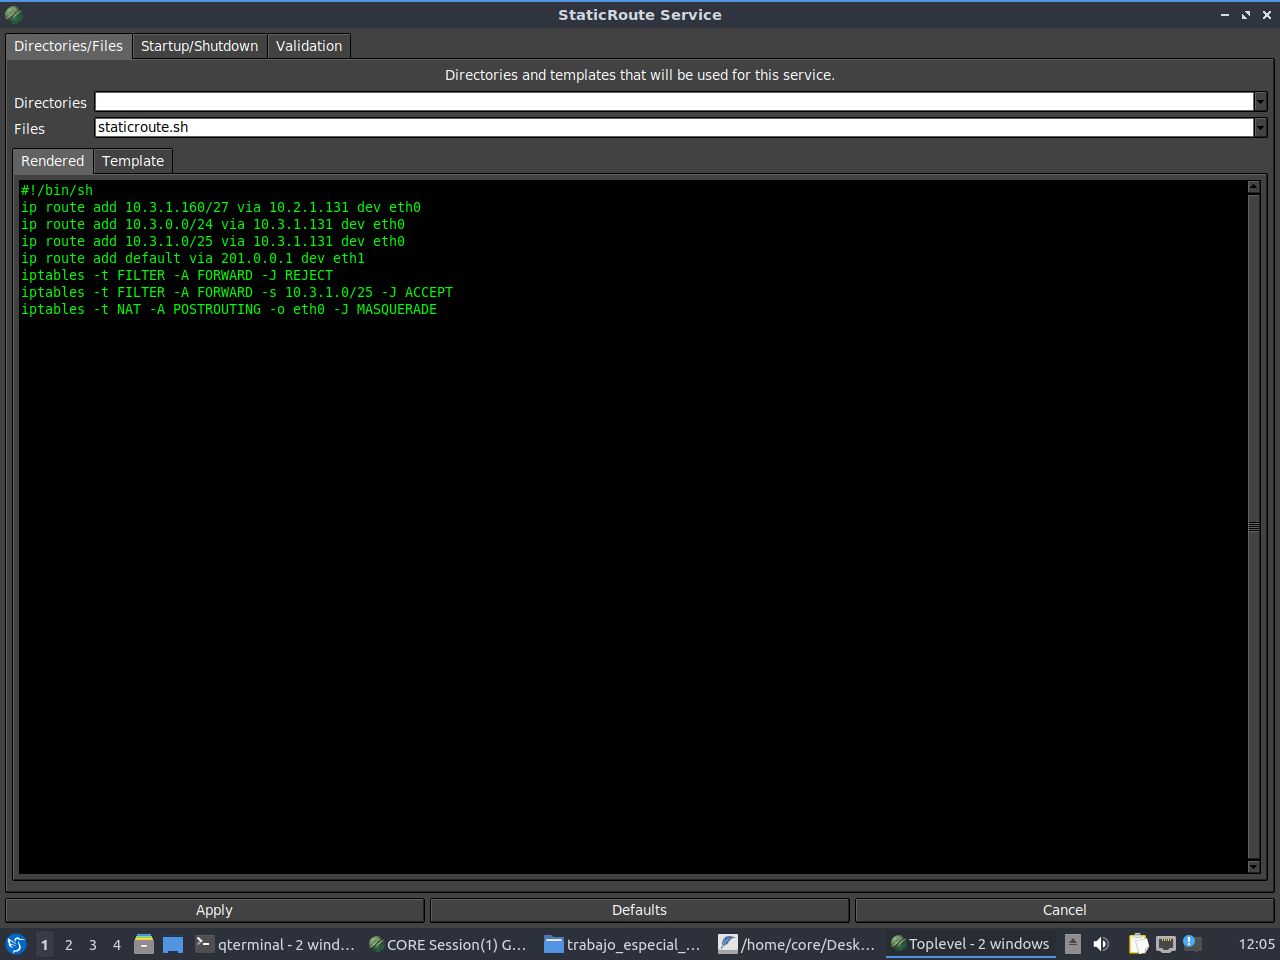 StaticRoute Service
Directories/Files Startup/Shutdown Validation
Directories and templates that will be used for this service.
Directories
Files staticroute.sh
Rendered Template
#!/bin/sh
ip route add 10.3.1.160/27 via 10.2.1.131 dev eth0
ip route add 10.3.0.0/24 via 10.3.1.131 dev eth0
ip route add 10.3.1.0/25 via 10.3.1.131 dev eth0
ip route add default via 201.0.0.1 dev eth1
iptables -t FILTER -A FORWARD -J REJECT
iptables -t FILTER -A FORWARD -s 10.3.1.0/25 -J ACCEPT
iptables -t NAT -A POSTROUTING -o eth0 -J MASQUERADE
Apply Defaults Cancel
1 2 3 4 qterminal - 2 wind... CORE Session(1) G... trabajo_especial_... /home/core/Desk... Toplevel - 2 windows 12:05